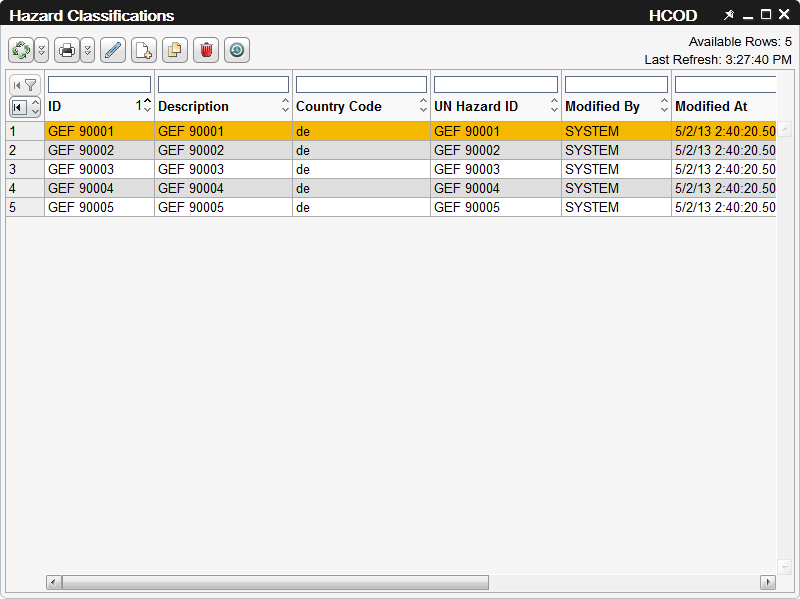 Hazard Classifications HCOD
Available Rows: 5
Last Refresh: 3:27:40 PM
ID 1 Description Country Code UN Hazard ID Modified By Modified At
1 GEF 90001 GEF 90001 de GEF 90001 SYSTEM 5/2/13 2:40:20.50
2 GEF 90002 GEF 90002 de GEF 90002 SYSTEM 5/2/13 2:40:20.50
3 GEF 90003 GEF 90003 de GEF 90003 SYSTEM 5/2/13 2:40:20.50
4 GEF 90004 GEF 90004 de GEF 90004 SYSTEM 5/2/13 2:40:20.50
5 GEF 90005 GEF 90005 de GEF 90005 SYSTEM 5/2/13 2:40:20.50